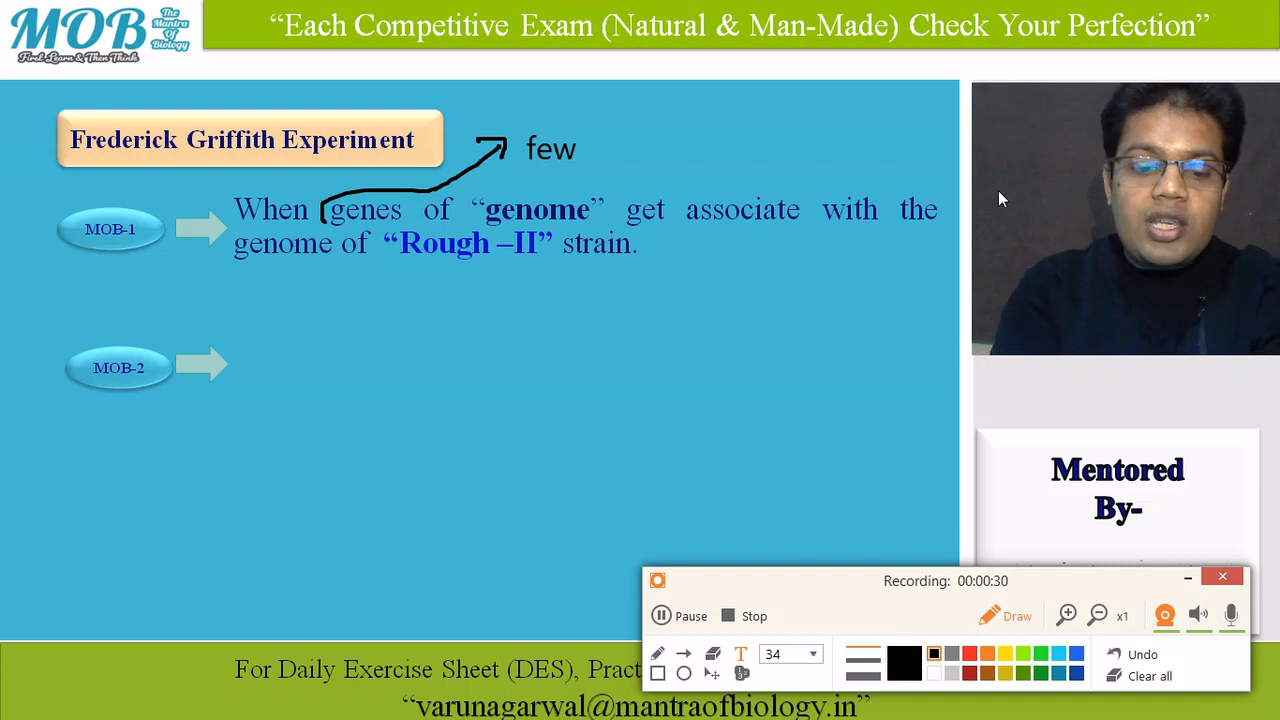 MOB
The
Mantra
Of
Biology
First Learn & Then Think
“Each Competitive Exam (Natural & Man-Made) Check Your Perfection”
Frederick Griffith Experiment
few
MOB-1
When genes of “genome” get associate with the
genome of “Rough –II” strain.
MOB-2
Mentored
By-
Recording: 00:00:30
Pause
Stop
Draw
x1
T
34
Undo
Clear all
For Daily Exercise Sheet (DES), Pract
“varunagarwal@mantraofbiology.in”